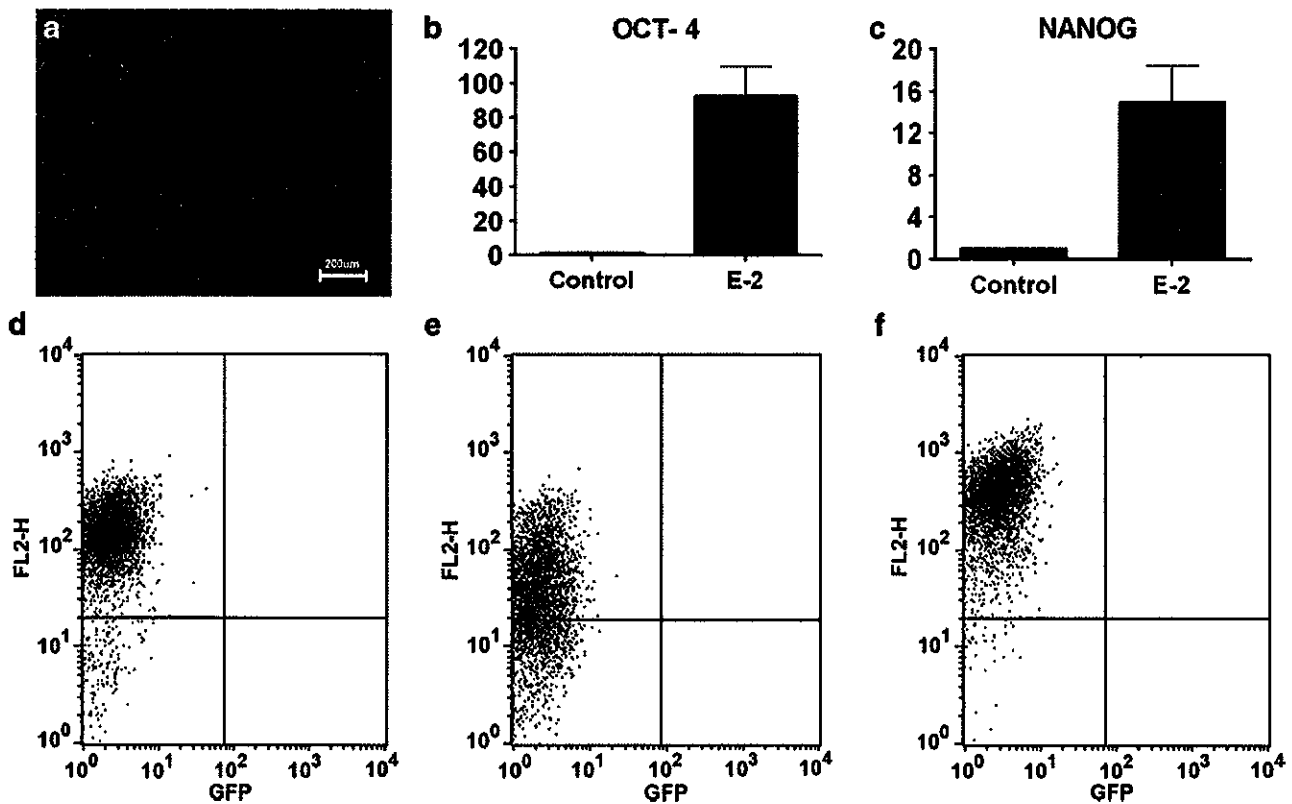 a
200um
b
OCT- 4
120
100
80
60
40
20
0
Control
E-2
c
NANOG
20
16
12
8
4
0
Control
E-2
d
10⁴
10³
10²
10¹
10⁰
FL2-H
10⁰ 10¹ 10² 10³ 10⁴
GFP
e
10⁴
10³
10²
10¹
10⁰
FL2-H
10⁰ 10¹ 10² 10³ 10⁴
GFP
f
10⁴
10³
10²
10¹
10⁰
FL2-H
10⁰ 10¹ 10² 10³ 10⁴
GFP